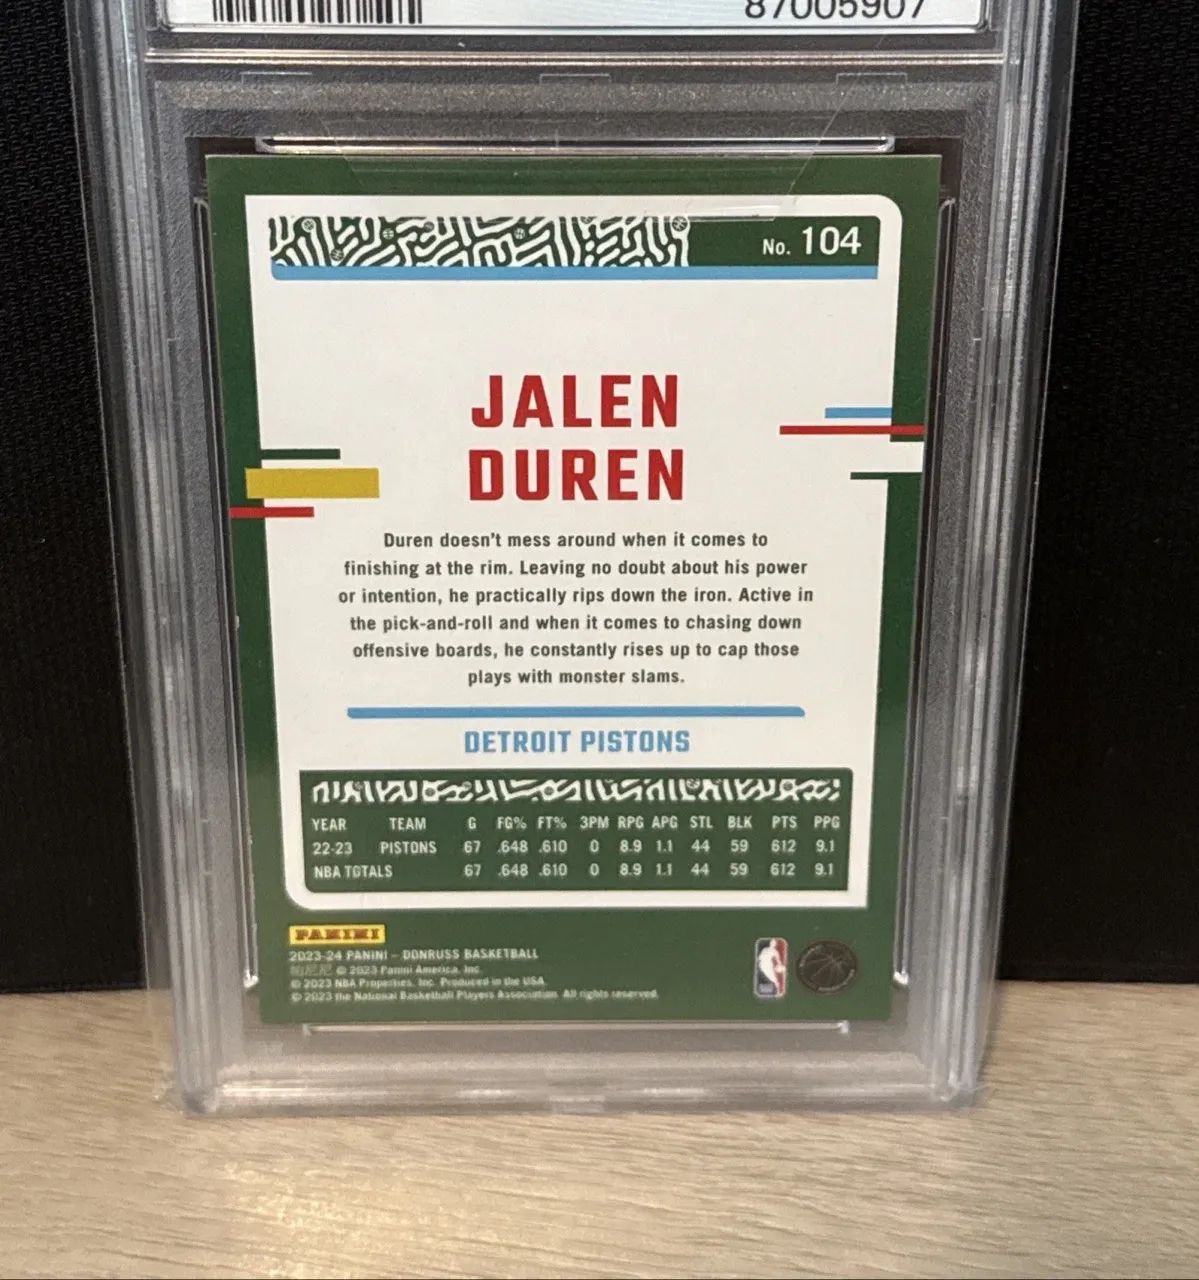 87005907
No. 104
JALEN
DUREN
Duren doesn't mess around when it comes to
finishing at the rim. Leaving no doubt about his power
or intention, he practically rips down the iron. Active in
the pick-and-roll and when it comes to chasing down
offensive boards, he constantly rises up to cap those
plays with monster slams.
DETROIT PISTONS
YEAR TEAM G FG% FT% 3PM RPG APG STL BLK PTS PPG
22-23 PISTONS 67 .648 .610 0 8.9 1.1 44 59 612 9.1
NBA TOTALS 67 .648 .610 0 8.9 1.1 44 59 612 9.1
PANINI
2023-24 PANINI – DONRUSS BASKETBALL
© 2023 Panini America, Inc.
© 2023 NBA Properties, Inc. Produced in the USA.
© 2023 the National Basketball Players Association. All rights reserved.